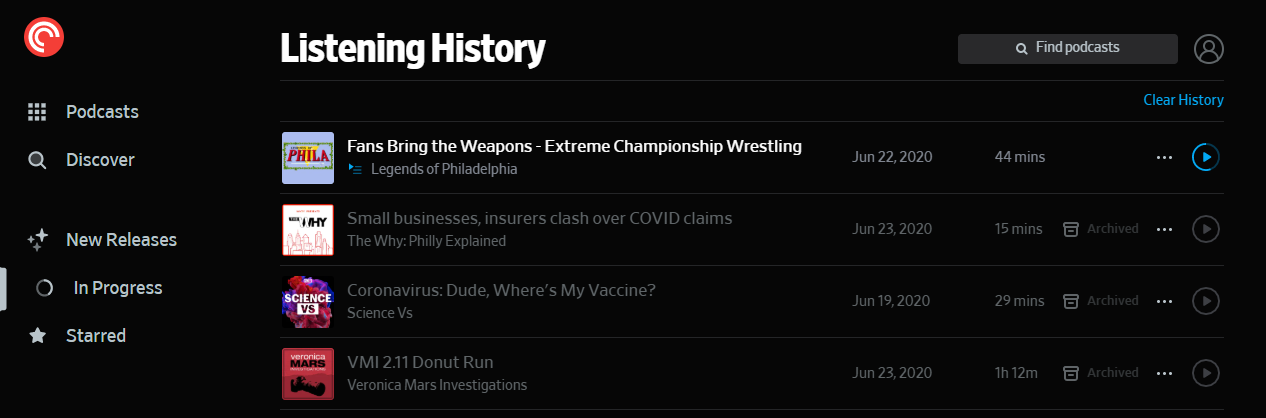 Listening History
Find podcasts
Clear History
Podcasts
Discover
New Releases
In Progress
Starred
PHILA
Fans Bring the Weapons - Extreme Championship Wrestling
Legends of Philadelphia
Jun 22, 2020
44 mins
THE WHY
Small businesses, insurers clash over COVID claims
The Why: Philly Explained
Jun 23, 2020
15 mins
Archived
SCIENCE
VS
Coronavirus: Dude, Where's My Vaccine?
Science Vs
Jun 19, 2020
29 mins
Archived
veronica
MARS
VMI 2.11 Donut Run
Veronica Mars Investigations
Jun 23, 2020
1h 12m
Archived